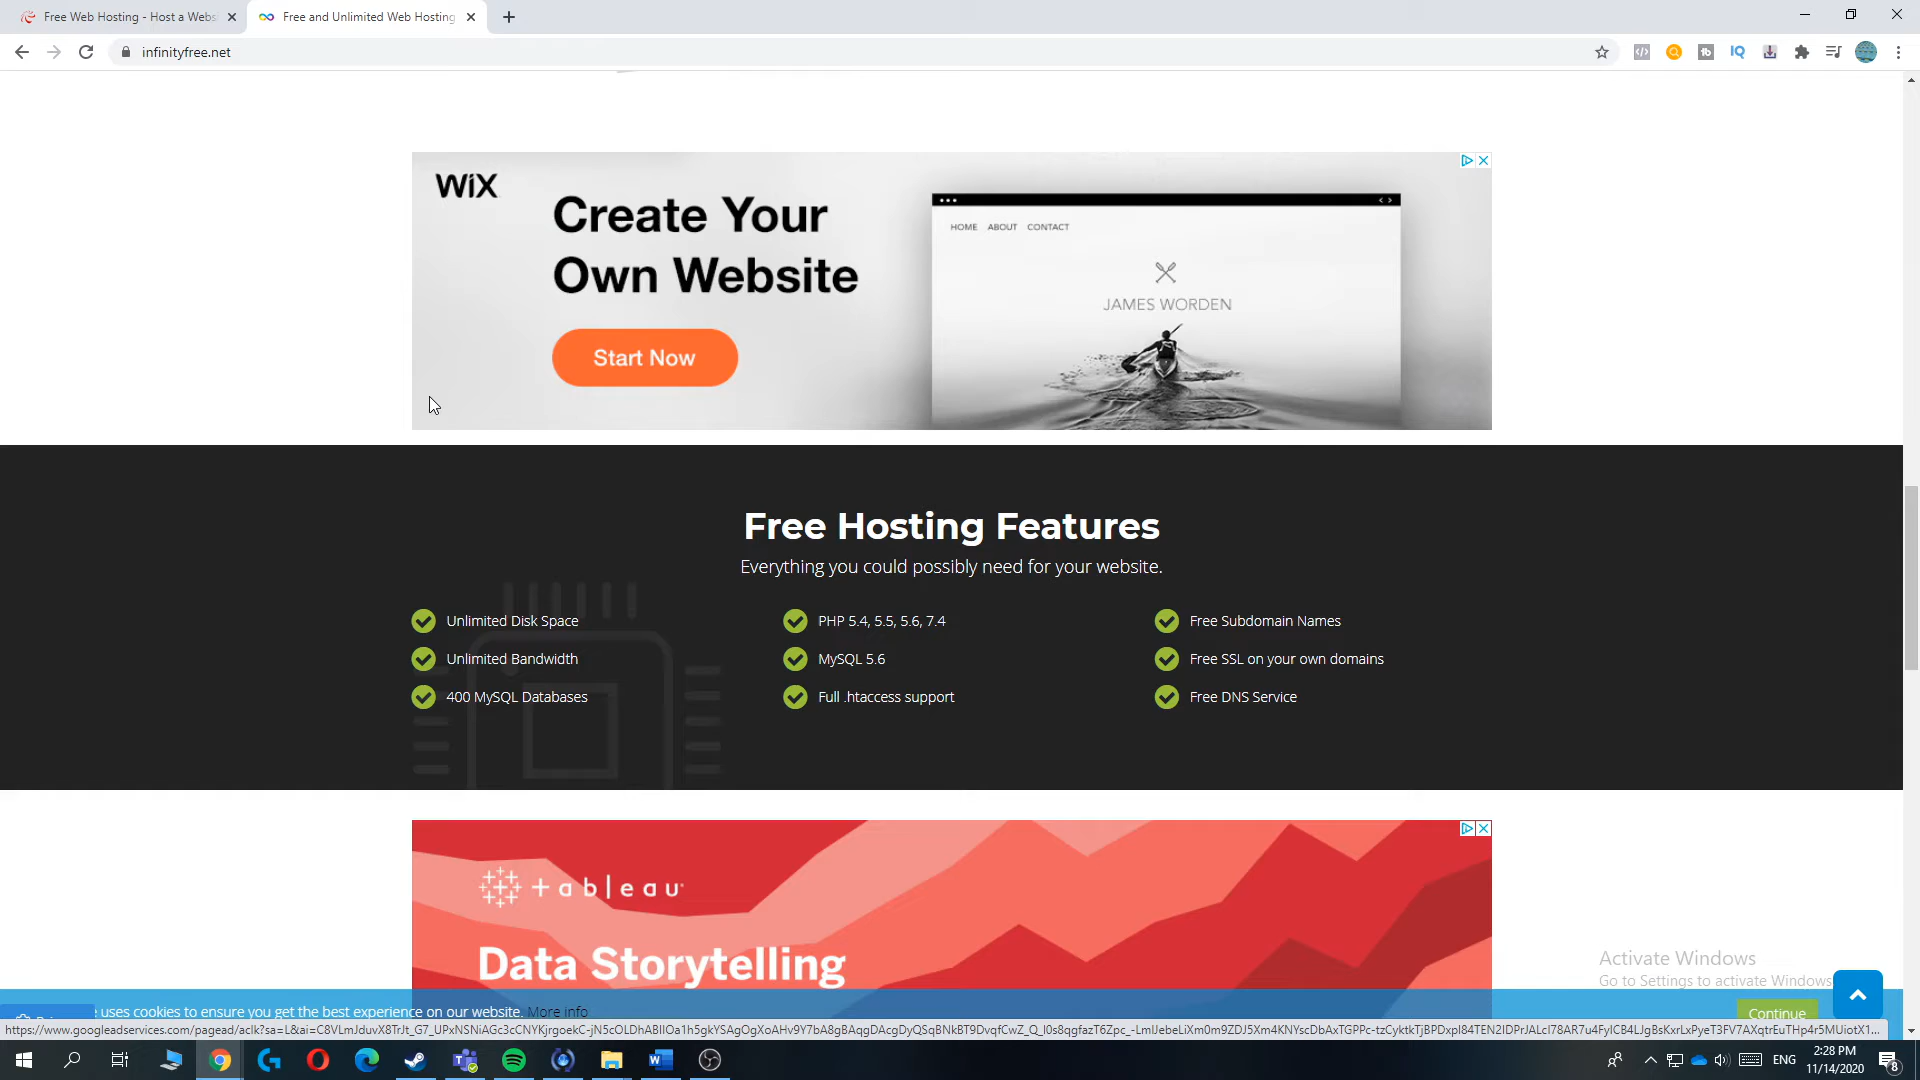 Free Web Hosting - Host a Webs
Free and Unlimited Web Hosting
infinityfree.net
WiX
Create Your
Own Website
Start Now
HOME ABOUT CONTACT
JAMES WORDEN
Free Hosting Features
Everything you could possibly need for your website.
Unlimited Disk Space
PHP 5.4, 5.5, 5.6, 7.4
Free Subdomain Names
Unlimited Bandwidth
MySQL 5.6
Free SSL on your own domains
400 MySQL Databases
Full .htaccess support
Free DNS Service
+ableau
Data Storytelling
Activate Windows
Go to Settings to activate Windows
uses cookies to ensure you get the best experience on our website. More info
Continue
2:28 PM
ENG
11/14/2020
8